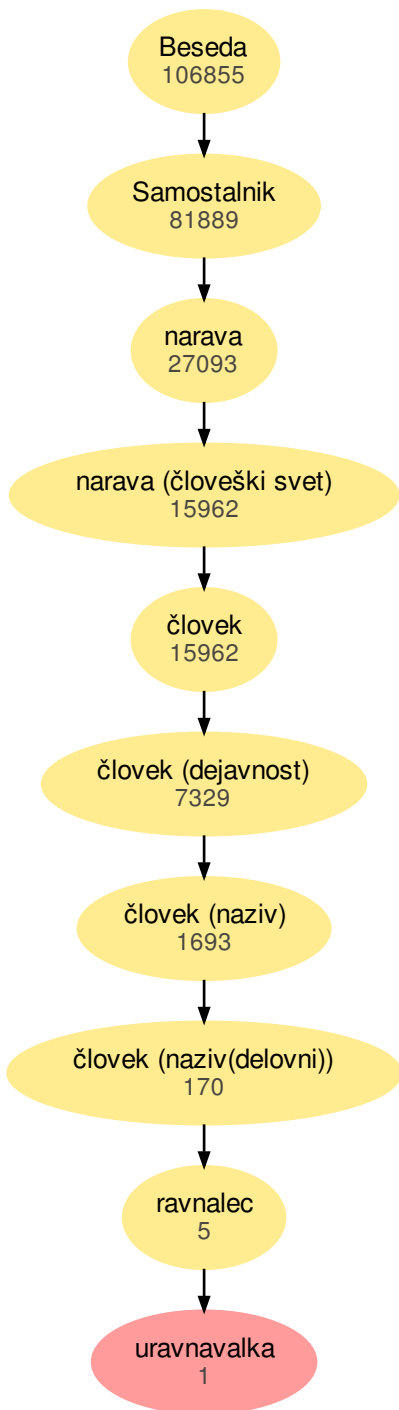 Beseda
106855
Samostalnik
81889
narava
27093
narava (človeški svet)
15962
človek
15962
človek (dejavnost)
7329
človek (naziv)
1693
človek (naziv(delovni))
170
ravnalec
5
uravnavalka
1